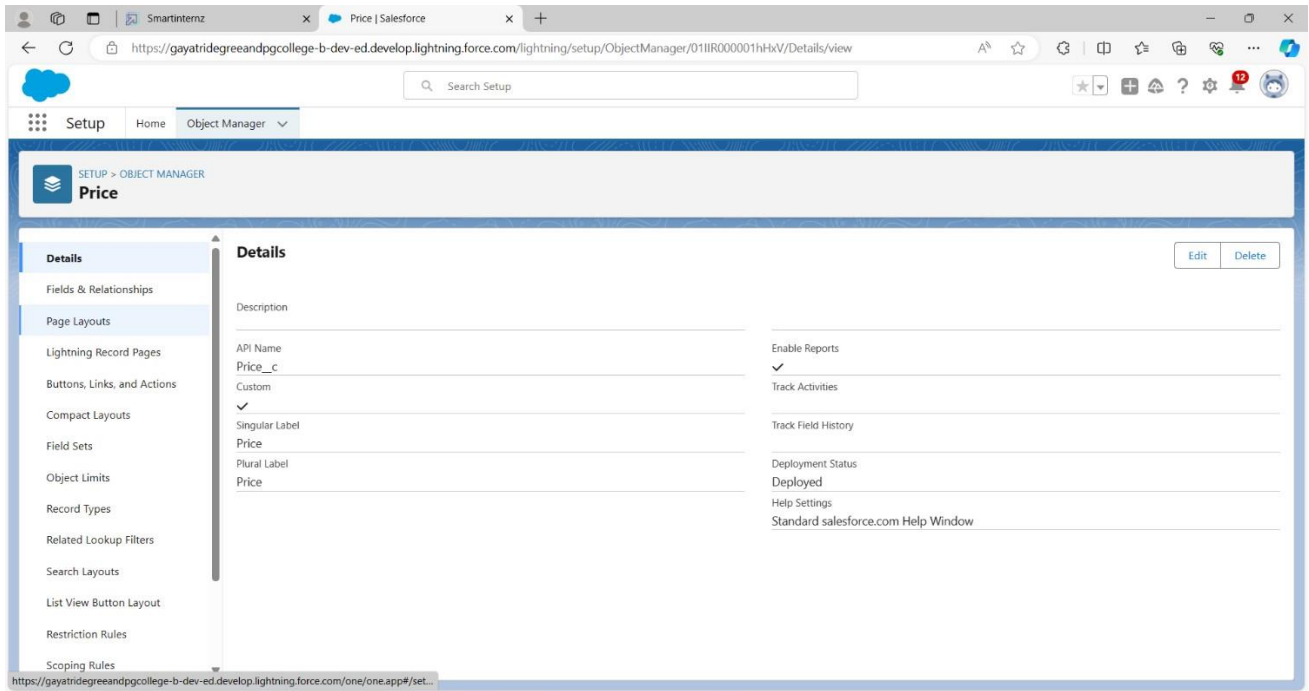 Smartinternz
Price | Salesforce
https://gayatridegreeandpgcollege-b-dev-ed.develop.lightning.force.com/lightning/setup/ObjectManager/01IIR000001hHxV/Details/view
Search Setup
12
Setup Home Object Manager
SETUP > OBJECT MANAGER
Price
Details
Fields & Relationships
Page Layouts
Lightning Record Pages
Buttons, Links, and Actions
Compact Layouts
Field Sets
Object Limits
Record Types
Related Lookup Filters
Search Layouts
List View Button Layout
Restriction Rules
Scoping Rules
Details
Edit Delete
Description
API Name
Price__c
Custom
Singular Label
Price
Plural Label
Price
Enable Reports
Track Activities
Track Field History
Deployment Status
Deployed
Help Settings
Standard salesforce.com Help Window
https://gayatridegreeandpgcollege-b-dev-ed.develop.lightning.force.com/one/one.app#/set...